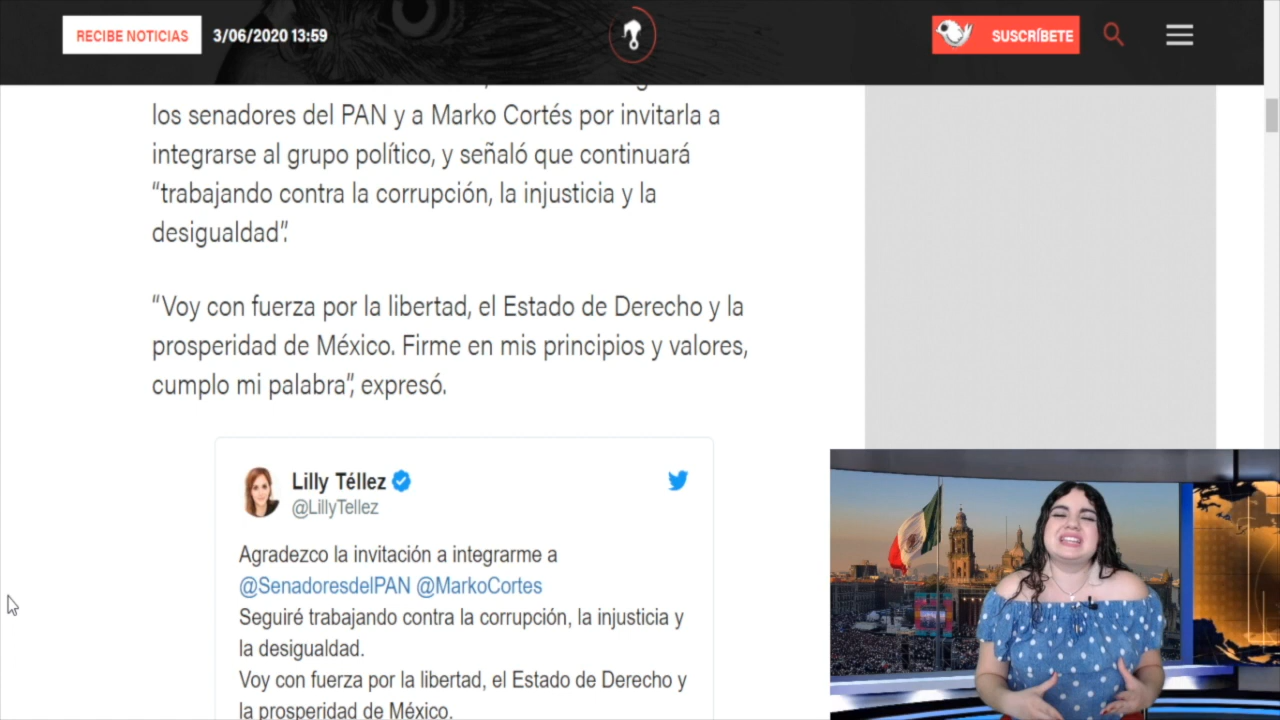 RECIBE NOTICIAS
3/06/2020 13:59
SUSCRÍBETE
los senadores del PAN y a Marko Cortés por invitarla a
integrarse al grupo político, y señaló que continuará
“trabajando contra la corrupción, la injusticia y la
desigualdad”.
“Voy con fuerza por la libertad, el Estado de Derecho y la
prosperidad de México. Firme en mis principios y valores,
cumplo mi palabra”, expresó.
Lilly Téllez
@LillyTellez
Agradezco la invitación a integrarme a
@SenadoresdelPAN @MarkoCortes
Seguiré trabajando contra la corrupción, la injusticia y
la desigualdad.
Voy con fuerza por la libertad, el Estado de Derecho y
la prosperidad de México.